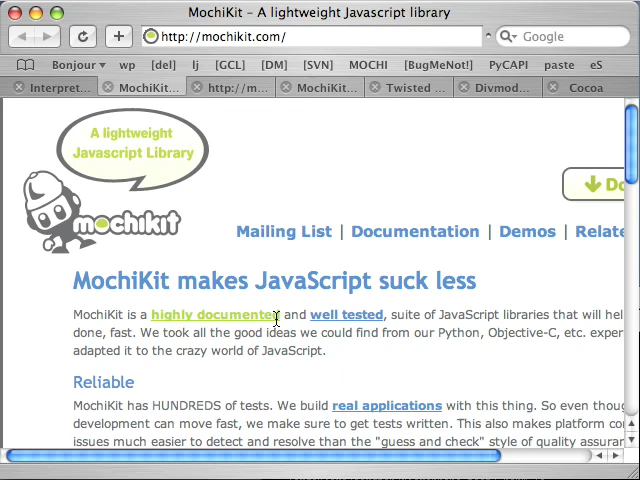 MochiKit – A lightweight Javascript library
http://mochikit.com/
Google
Bonjour wp [del] lj [GCL] [DM] [SVN] MOCHI [BugMeNot!] PyCAPI paste eS
Interpret... MochiKit... http://m... MochiKit... Twisted ... Divmod... Cocoa
A lightweight
Javascript Library
mochikit
Do
Mailing List | Documentation | Demos | Relate
MochiKit makes JavaScript suck less
MochiKit is a highly documented and well tested, suite of JavaScript libraries that will hel
done, fast. We took all the good ideas we could find from our Python, Objective-C, etc. exper
adapted it to the crazy world of JavaScript.
Reliable
MochiKit has HUNDREDS of tests. We build real applications with this thing. So even thoug
development can move fast, we make sure to get tests written. This also makes platform co
issues much easier to detect and resolve than the "guess and check" style of quality assuran